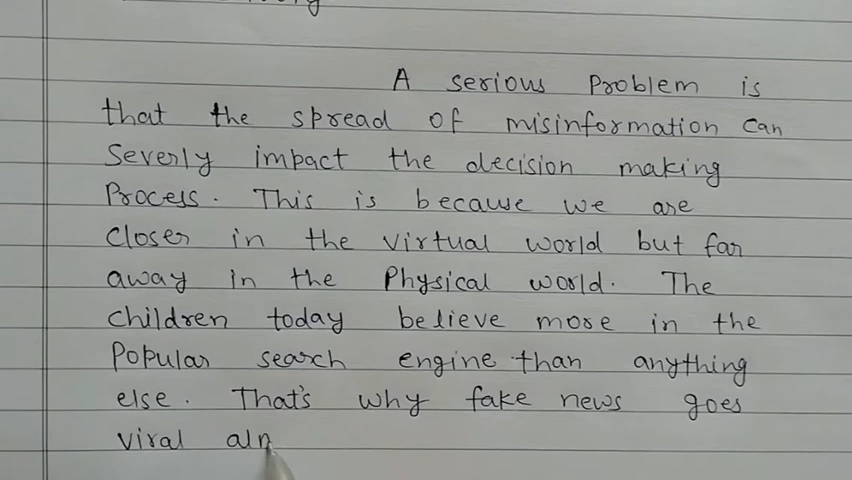 A serious Problem is
that the spread of misinformation can
severly impact the decision making
Process. This is because we are
closer in the virtual world but far
away in the Physical world. The
children today believe more in the
Popular search engine than anything
else. That's why fake news goes
viral